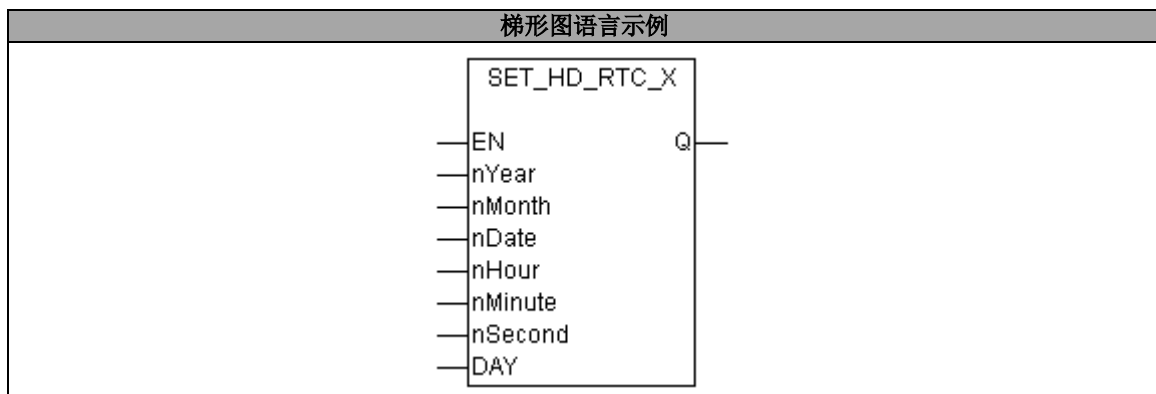 梯形图语言示例
SET_HD_RTC_X
EN Q
nYear
nMonth
nDate
nHour
nMinute
nSecond
DAY